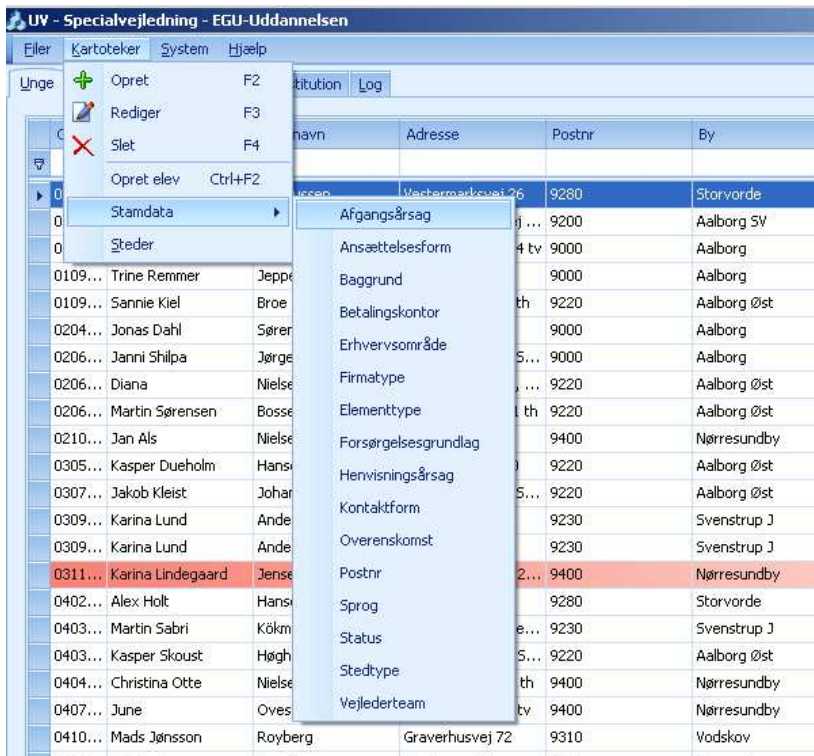 UV - Specialvejledning - EGU-Uddannelsen
Filer Kartoteker System Hjælp
Unge titution Log
Opret F2
Rediger F3
Slet F4
Opret elev Ctrl+F2
Stamdata
Steder
Afgangsårsag
Ansættelsesform
Baggrund
Betalingskontor
Erhvervsområde
Firmatype
Elementtype
Forsørgelsesgrundlag
Henvisningsårsag
Kontaktform
Overenskomst
Postnr
Sprog
Status
Stedtype
Vejlederteam
navn Adresse Postnr By
Vestermarksvej 26 9280 Storvorde
... 9200 Aalborg SV
4 tv 9000 Aalborg
0109... Trine Remmer Jeppe 9000 Aalborg
0109... Sannie Kiel Broe th 9220 Aalborg Øst
0204... Jonas Dahl Sører 9000 Aalborg
0206... Janni Shilpa Jørge 5... 9000 Aalborg
0206... Diana Nielse , ... 9220 Aalborg Øst
0206... Martin Sørensen Bosse th 9220 Aalborg Øst
0210... Jan Als Nielse 9400 Nørresundby
0305... Kasper Dueholm Hanse 9220 Aalborg Øst
0307... Jakob Kleist Johar S... 9220 Aalborg Øst
0309... Karina Lund Ande 9230 Svenstrup J
0309... Karina Lund Ande 9230 Svenstrup J
0311... Karina Lindegaard Jense 2... 9400 Nørresundby
0402... Alex Holt Hanse 9280 Storvorde
0403... Martin Sabri Kökm e... 9230 Svenstrup J
0403... Kasper Skoust Høgh S... 9220 Aalborg Øst
0404... Christina Otte Nielse th 9400 Nørresundby
0407... June Oves tv 9400 Nørresundby
0410... Mads Jønsson Royberg Graverhusvej 72 9310 Vodskov